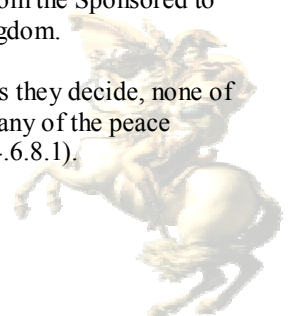 om the Sponsored to
gdom.
s they decide, none of
any of the peace
.6.8.1).